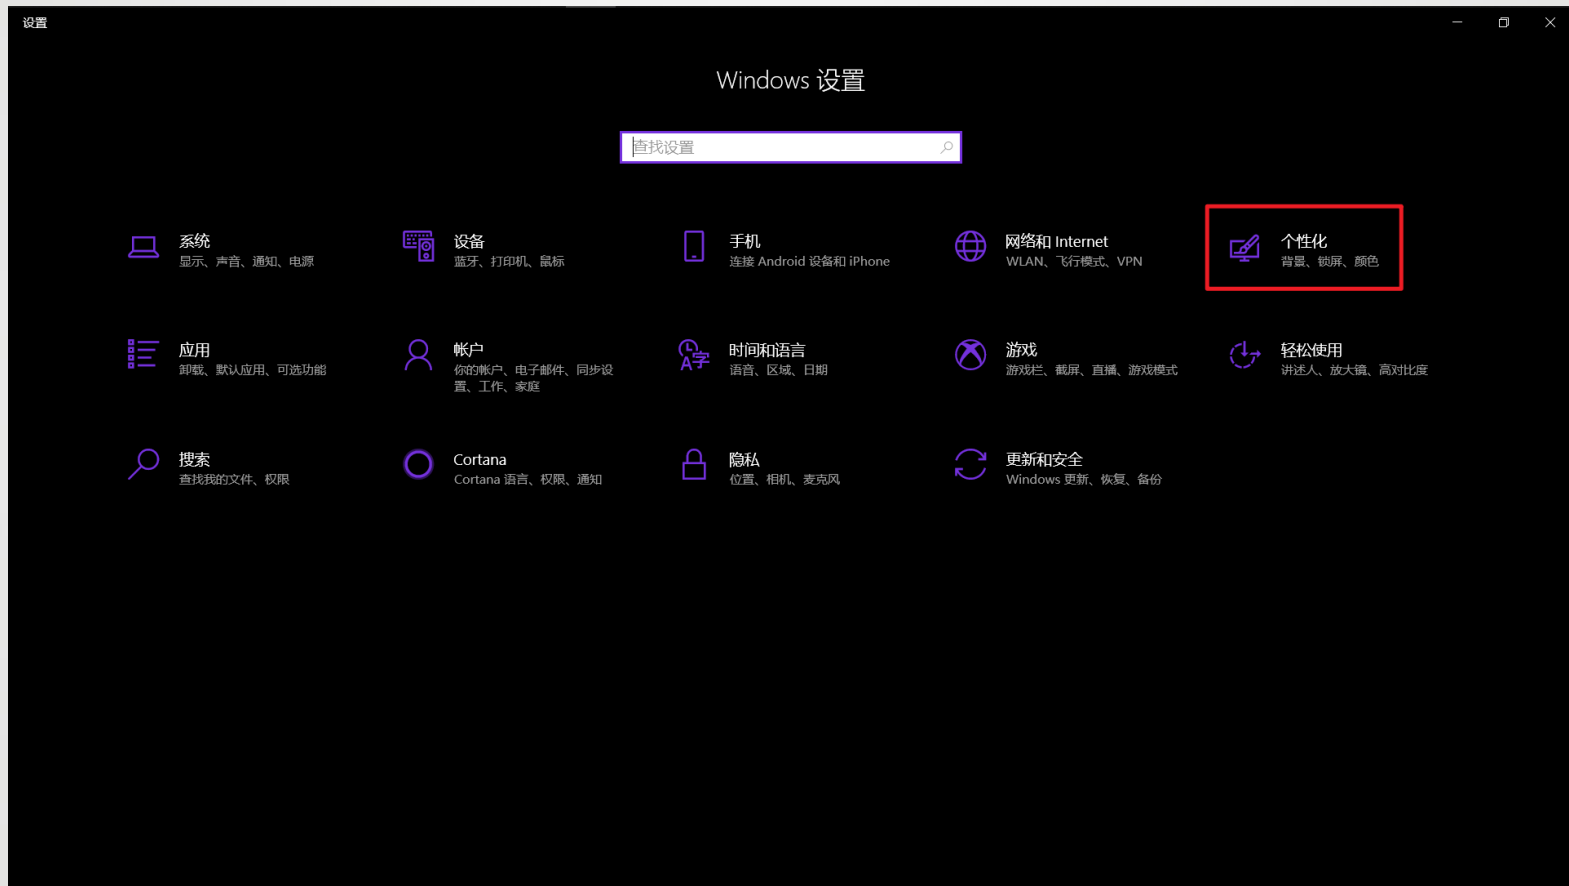 设置
Windows 设置
查找设置
系统
显示、声音、通知、电源
设备
蓝牙、打印机、鼠标
手机
连接 Android 设备和 iPhone
网络和 Internet
WLAN、飞行模式、VPN
个性化
背景、锁屏、颜色
应用
卸载、默认应用、可选功能
帐户
你的帐户、电子邮件、同步设
置、工作、家庭
时间和语言
语音、区域、日期
游戏
游戏栏、截屏、直播、游戏模式
轻松使用
讲述人、放大镜、高对比度
搜索
查找我的文件、权限
Cortana
Cortana 语言、权限、通知
隐私
位置、相机、麦克风
更新和安全
Windows 更新、恢复、备份